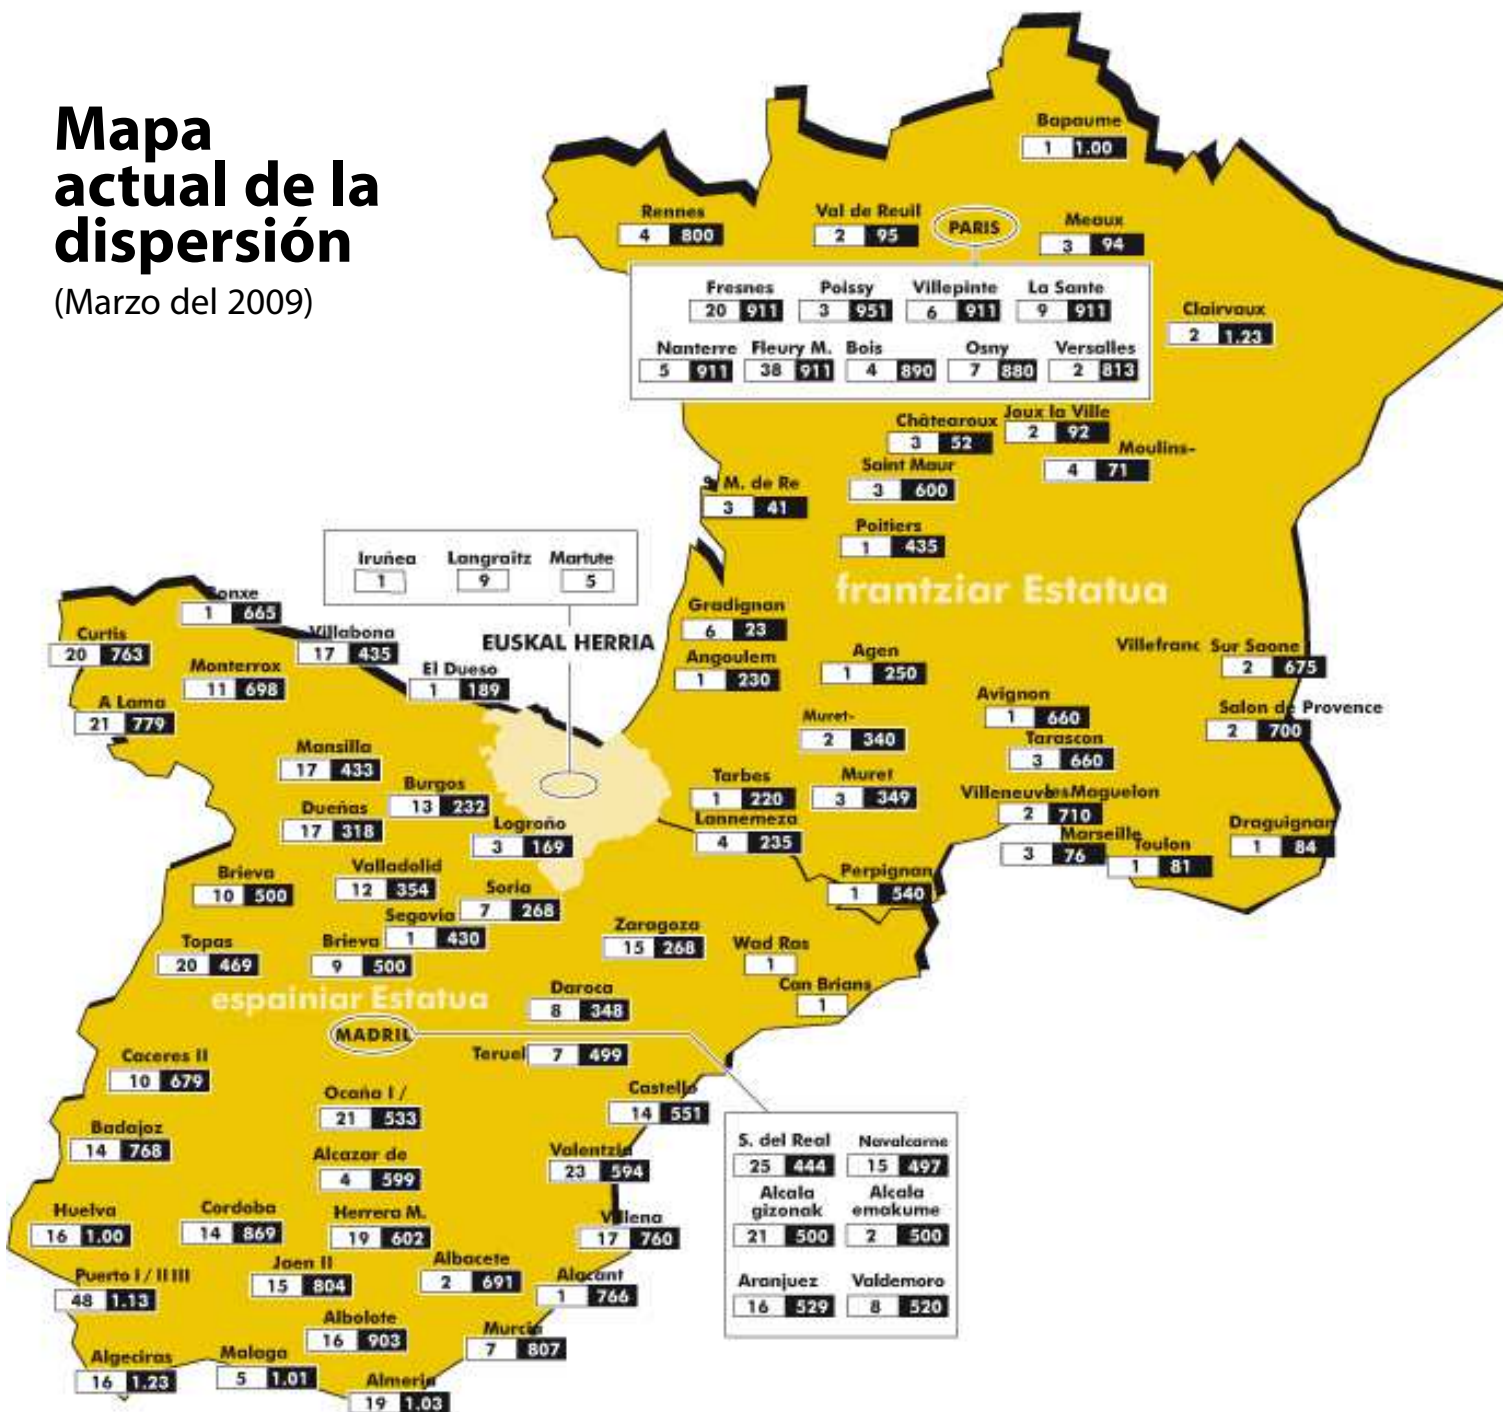 Mapa
actual de la
dispersión
(Marzo del 2009)
Bapaume
1 1.00
Rennes
4 800
Val de Reuil
2 95
PARIS
Meaux
3 94
Fresnes Poissy Villepinte La Sante
20 911 3 951 6 911 9 911
Nanterre Fleury M. Bois Osny Versalles
5 911 38 911 4 890 7 880 2 813
Clairvaux
2 1.23
Châtearoux
3 52
Joux la Ville
2 92
Moulins-
4 71
Saint Maur
3 600
M. de Re
3 41
Poitiers
1 435
frantziar Estatua
Iruñea Langraitz Martute
1 9 5
EUSKAL HERRIA
Gradignan
6 23
Angoulem
1 230
Agen
1 250
Villefranc Sur Saone
2 675
Avignon
1 660
Salon de Provence
2 700
Muret-
2 340
Tarascon
3 660
Tarbes
1 220
Muret
3 349
Villeneuve les Maguelon
2 710
Lannemeza
4 235
Marseille
3 76
Toulon
1 81
Draguignan
1 84
Perpignan
1 540
onxe
1 665
Curtis
20 763
Villabona
17 435
Monterrox
11 698
El Dueso
1 189
A Lama
21 779
Mansilla
17 433
Burgos
13 232
Dueñas
17 318
Logroño
3 169
Brieva
10 500
Valladolid
12 354
Soria
7 268
Segovia
1 430
Topas
20 469
Brieva
9 500
Zaragoza
15 268
Wad Ras
1
Can Brians
1
espainiar Estatua
Daroca
8 348
MADRIL
Teruel 7 499
Caceres II
10 679
Ocaña I /
21 533
Castello
14 551
Badajoz
14 768
Alcazar de
4 599
Valentzia
23 594
S. del Real Navalcarne
25 444 15 497
Alcala Alcala
gizonak emakume
21 500 2 500
Aranjuez Valdemoro
16 529 8 520
Huelva
16 1.00
Cordoba
14 869
Herrera M.
19 602
Villena
17 760
Puerto I / II III
48 1.13
Jaen II
15 804
Albacete
2 691
Alacant
1 766
Albolote
16 903
Murcia
7 807
Algeciras
16 1.23
Malaga
5 1.01
Almeria
19 1.03